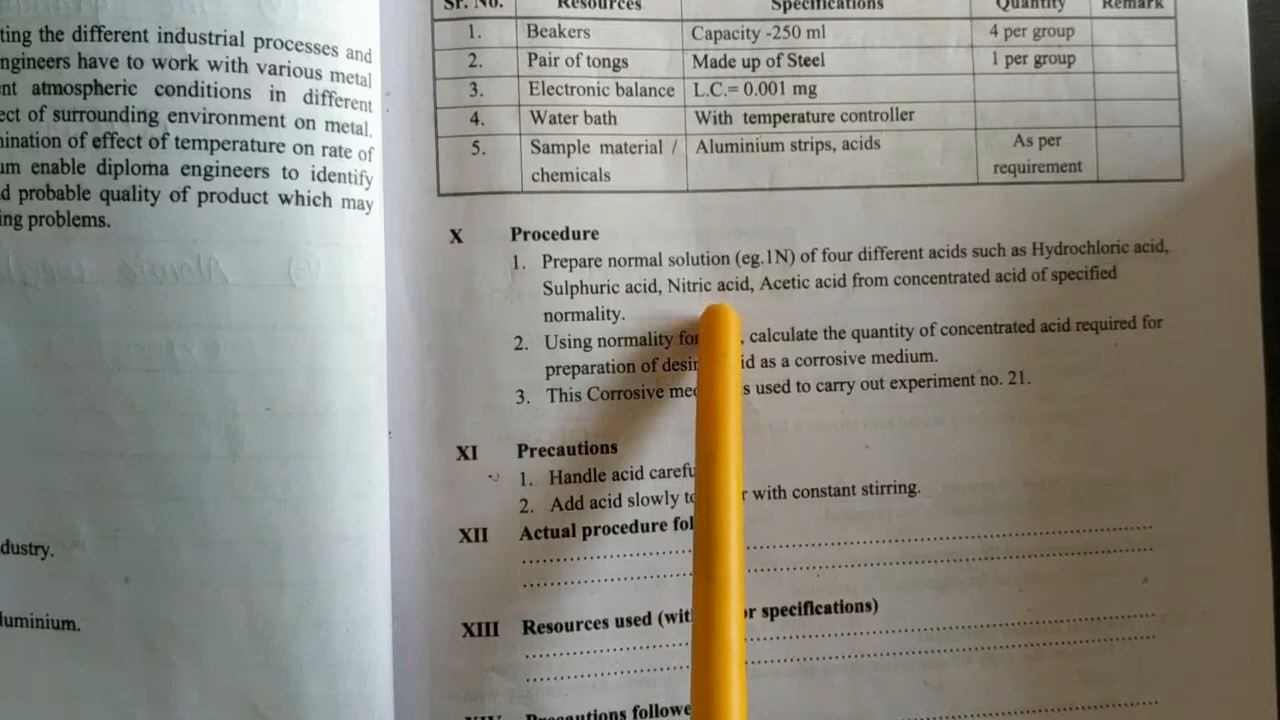 ting the different industrial processes and
ngineers have to work with various metal
nt atmospheric conditions in different
ect of surrounding environment on metal.
ination of effect of temperature on rate of
um enable diploma engineers to identify
d probable quality of product which may
ing problems.
dustry.
luminium.
Sr. No. Resources Specifications Quantity Remark
1. Beakers Capacity -250 ml 4 per group
2. Pair of tongs Made up of Steel 1 per group
3. Electronic balance L.C.= 0.001 mg
4. Water bath With temperature controller
5. Sample material / Aluminium strips, acids As per
chemicals requirement
X Procedure
1. Prepare normal solution (eg.1N) of four different acids such as Hydrochloric acid,
Sulphuric acid, Nitric acid, Acetic acid from concentrated acid of specified
normality.
2. Using normality for , calculate the quantity of concentrated acid required for
preparation of desir id as a corrosive medium.
3. This Corrosive med s used to carry out experiment no. 21.
XI Precautions
1. Handle acid carefu
2. Add acid slowly to r with constant stirring.
XII Actual procedure fol
XIII Resources used (wit or specifications)
XIV Precautions followe